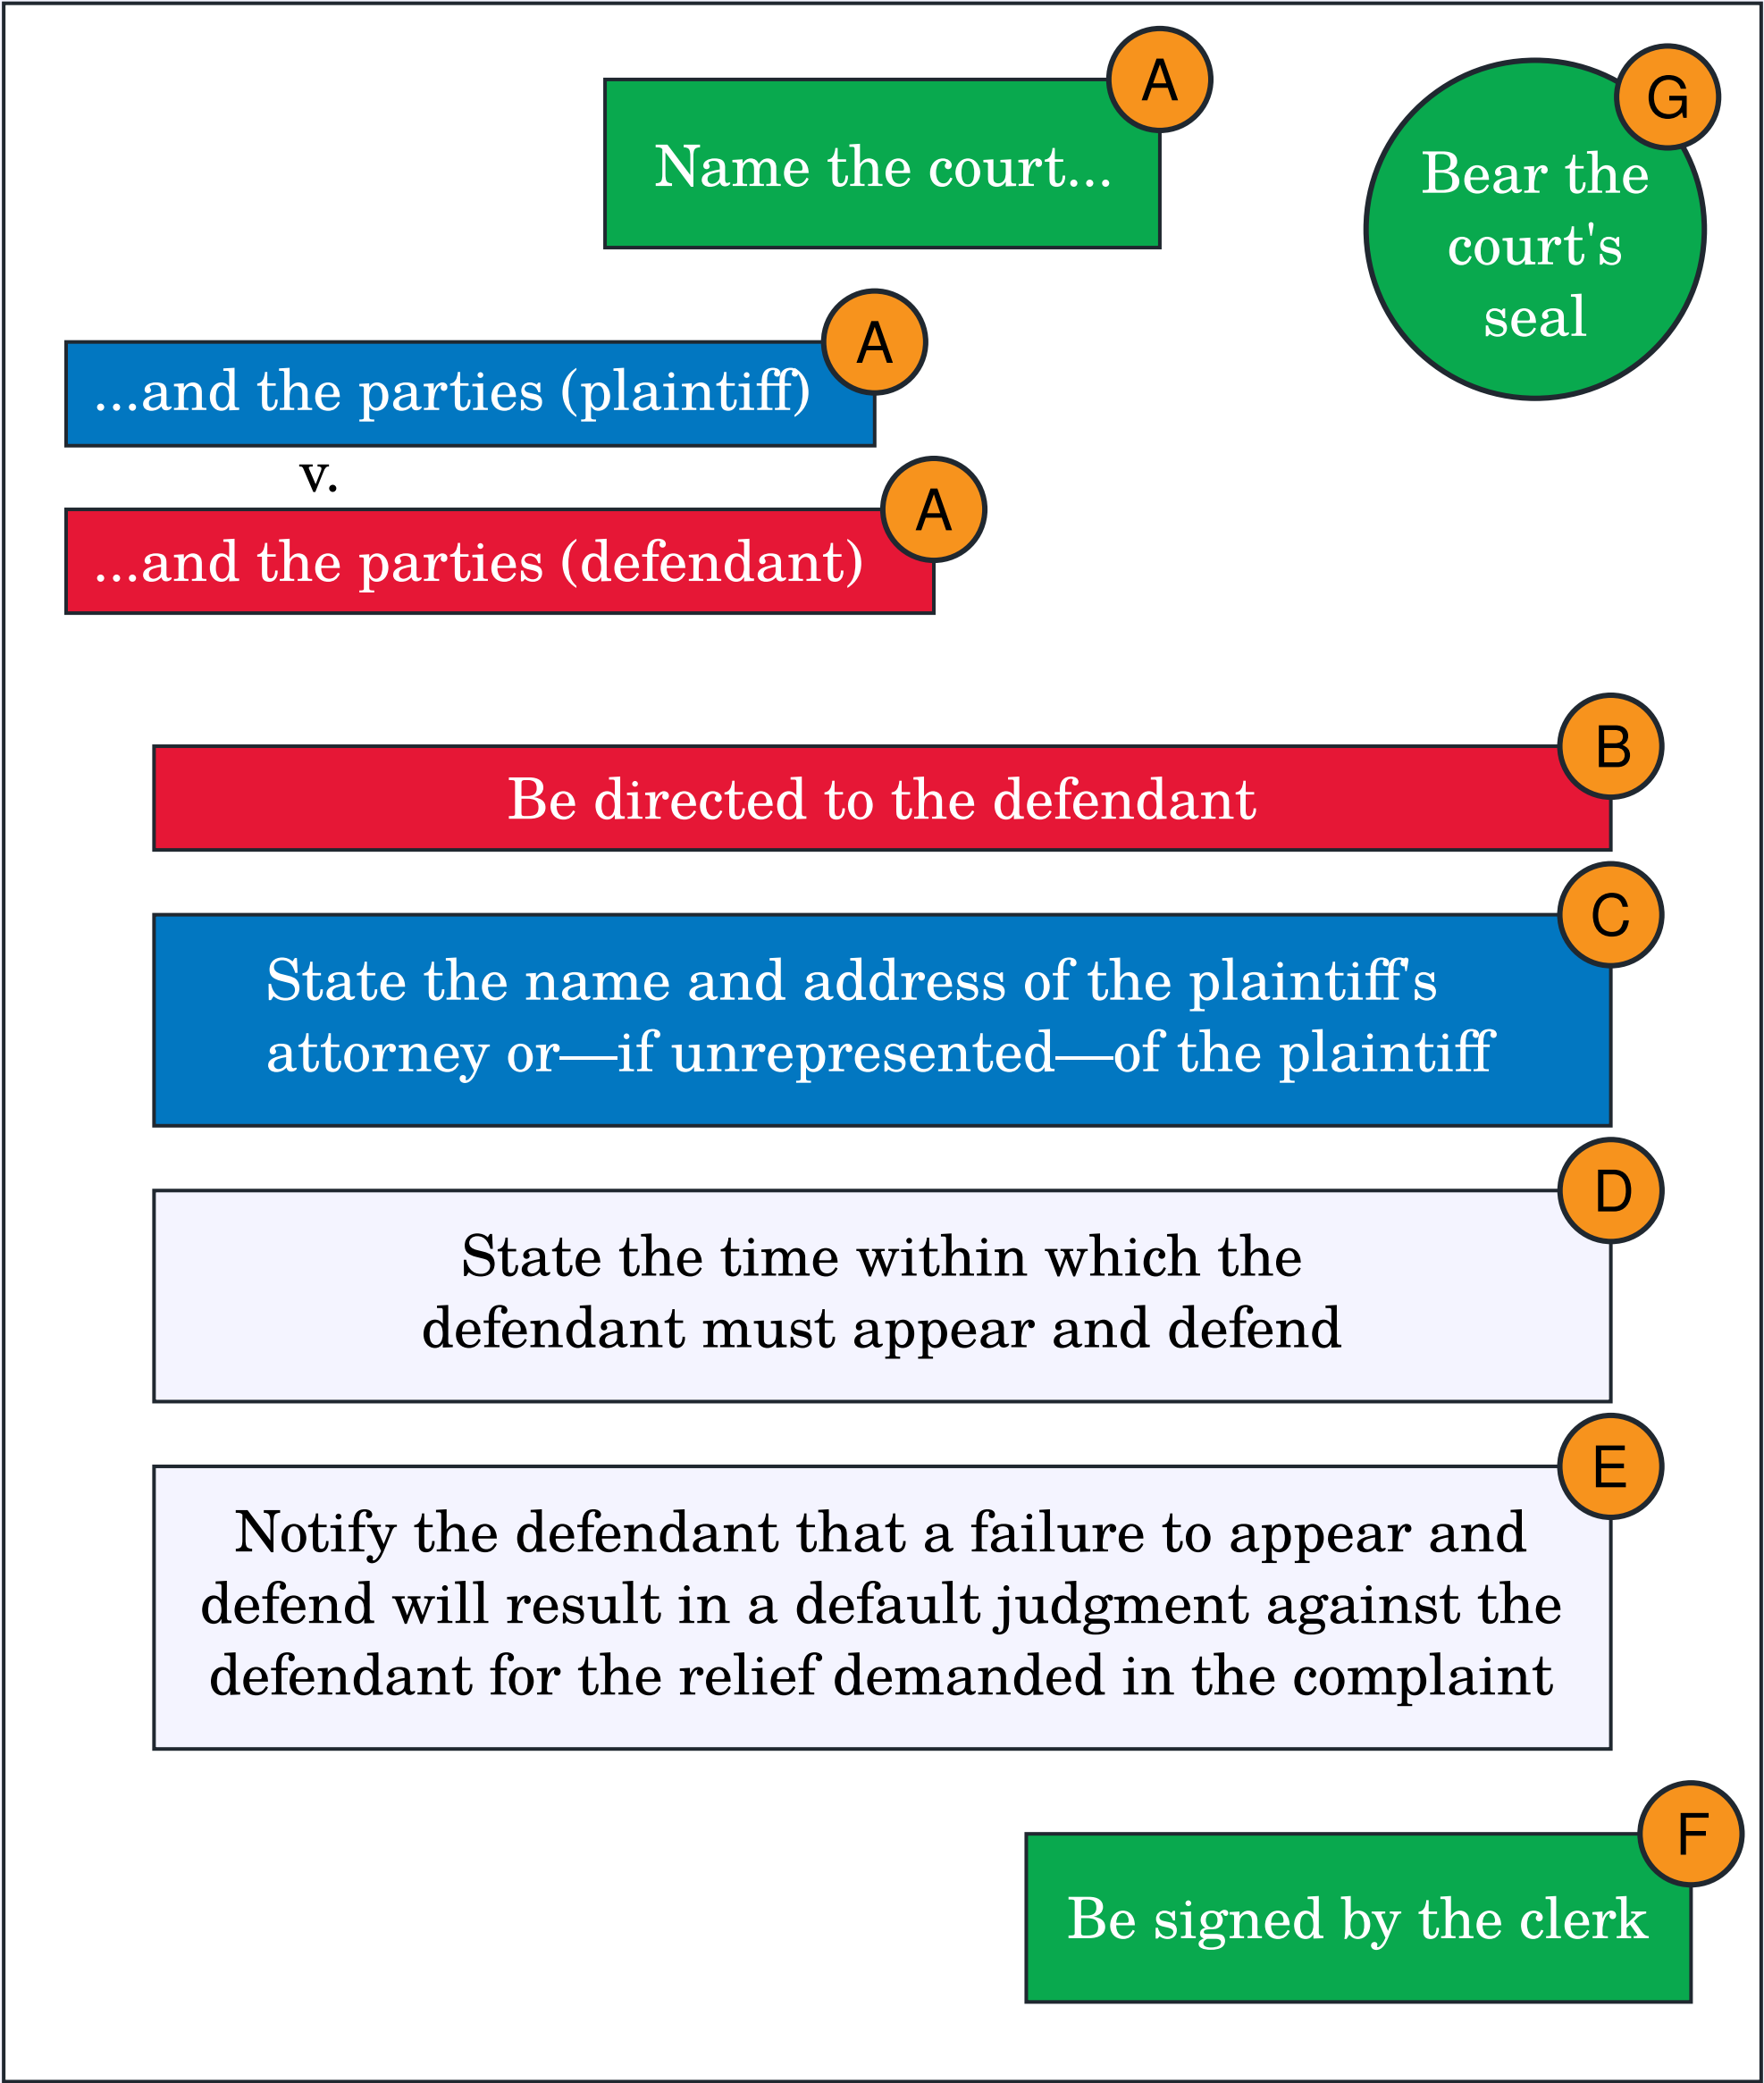 A
Name the court...
G
Bear the
court's
seal
A
...and the parties (plaintiff)
v.
A
...and the parties (defendant)
B
Be directed to the defendant
C
State the name and address of the plaintiff's
attorney or—if unrepresented—of the plaintiff
D
State the time within which the
defendant must appear and defend
E
Notify the defendant that a failure to appear and
defend will result in a default judgment against the
defendant for the relief demanded in the complaint
F
Be signed by the clerk